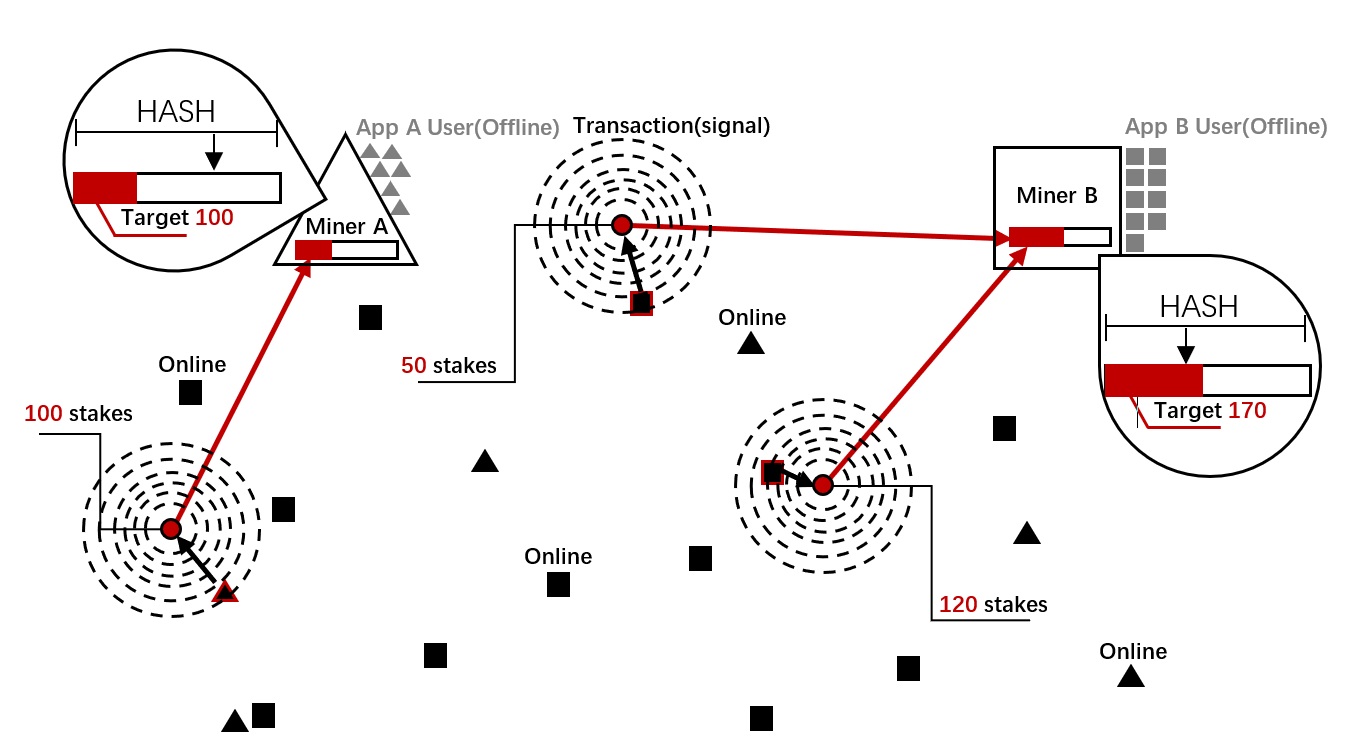 HASH
App A User(Offline)
Transaction(signal)
App B User(Offline)
Target 100
Miner A
Miner B
HASH
Online
Online
50 stakes
100 stakes
Target 170
Online
120 stakes
Online